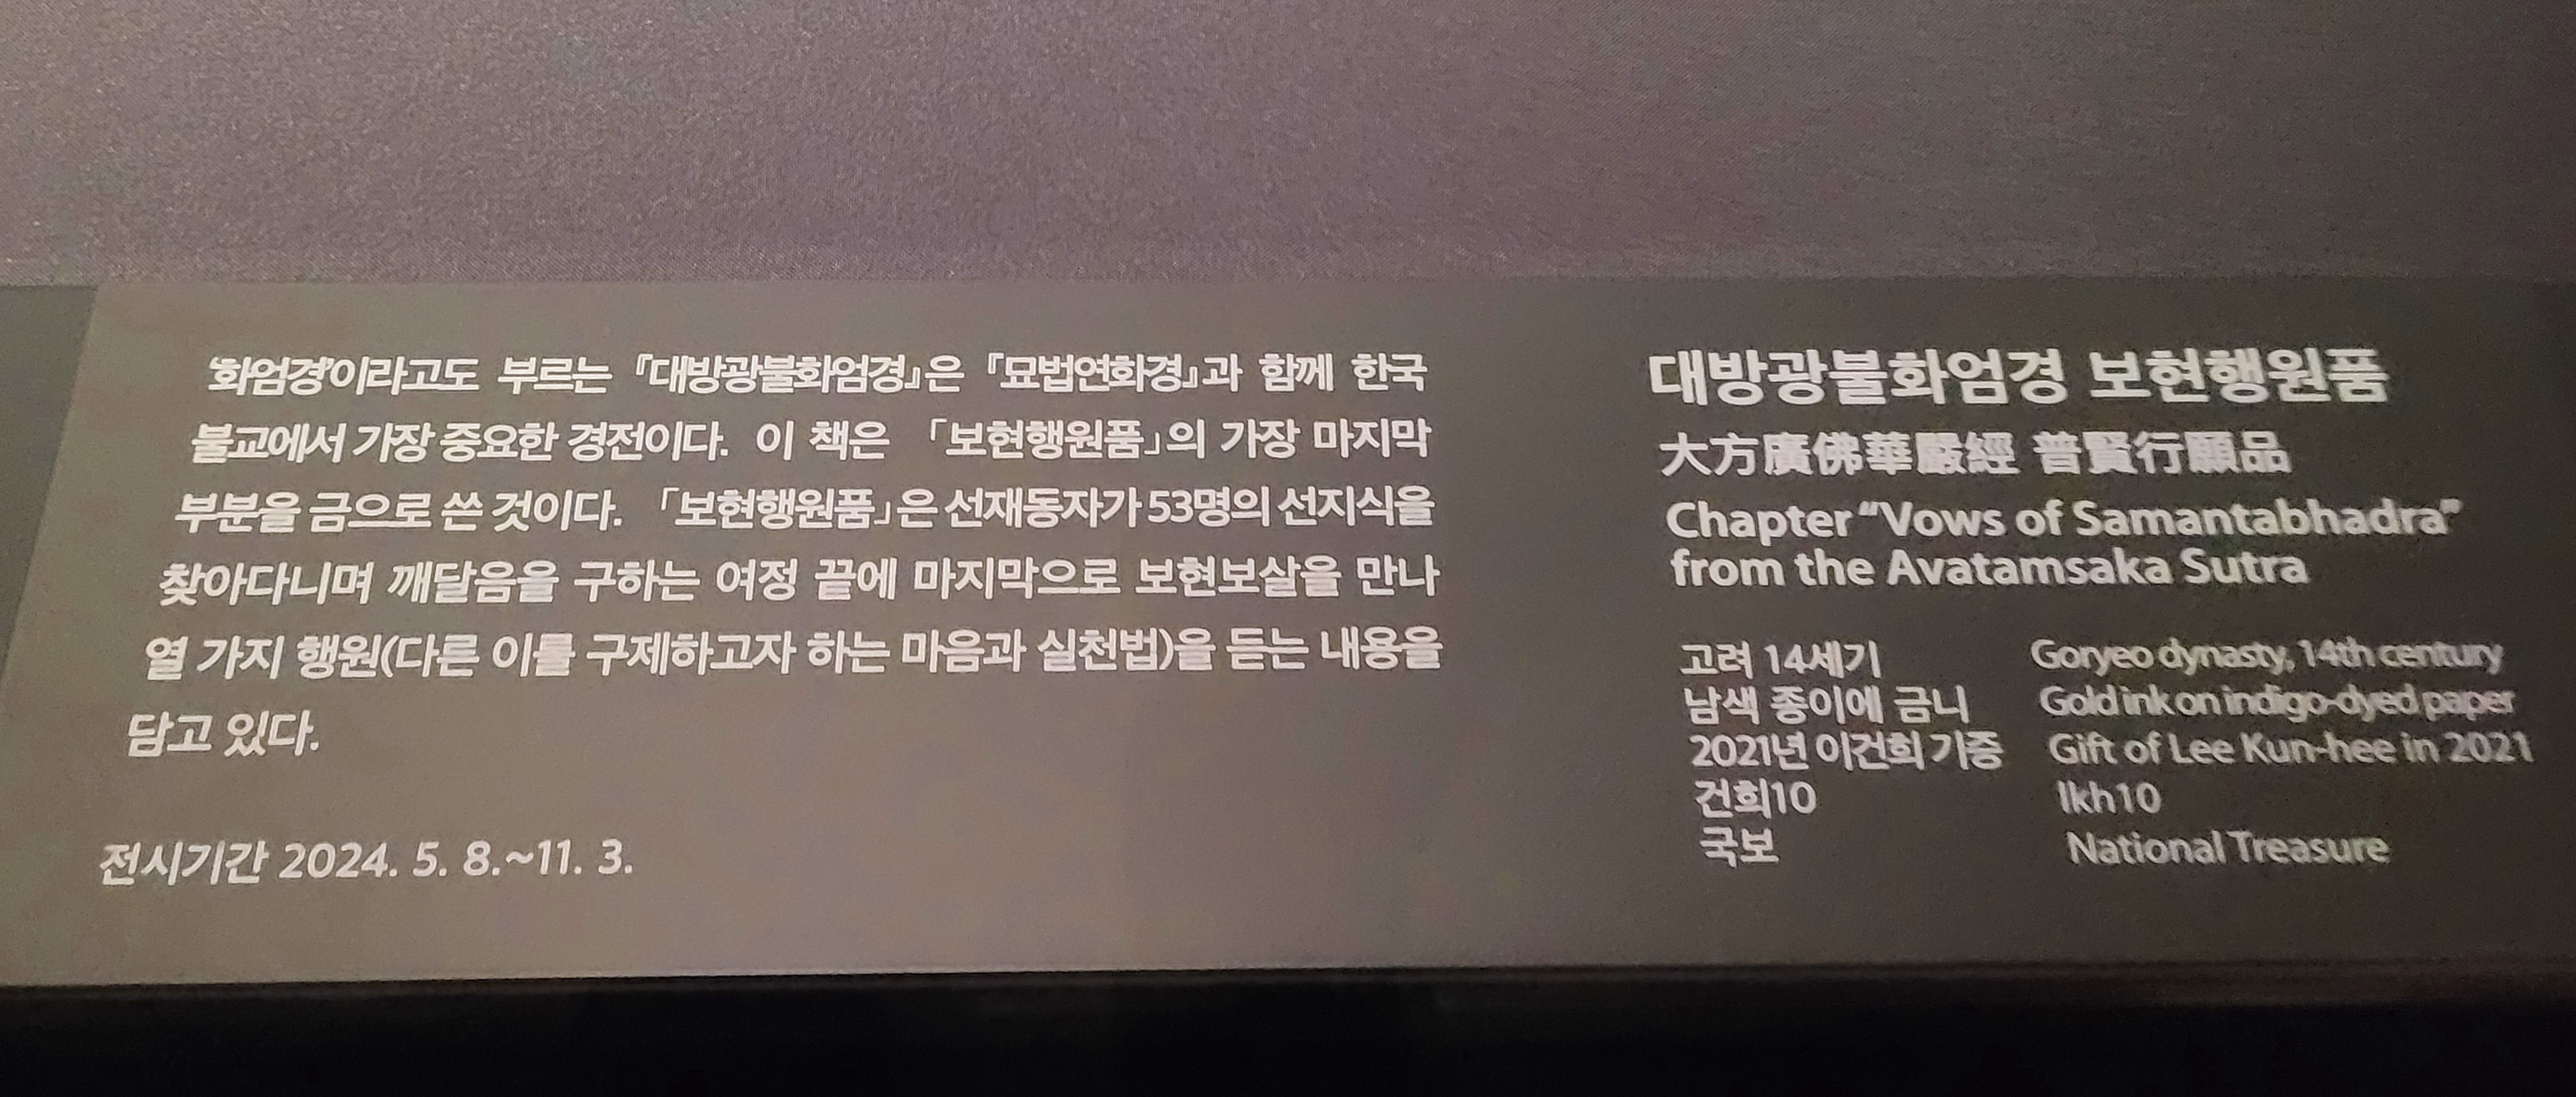 ‘화엄경’이라고도 부르는 『대방광불화엄경』은 『묘법연화경』과 함께 한국
불교에서 가장 중요한 경전이다. 이 책은 「보현행원품」의 가장 마지막
부분을 금으로 쓴 것이다. 「보현행원품」은 선재동자가 53명의 선지식을
찾아다니며 깨달음을 구하는 여정 끝에 마지막으로 보현보살을 만나
열 가지 행원(다른 이를 구제하고자 하는 마음과 실천법)을 듣는 내용을
담고 있다.
전시기간 2024. 5. 8.~11. 3.
대방광불화엄경 보현행원품
大方廣佛華嚴經 普賢行願品
Chapter “Vows of Samantabhadra”
from the Avatamsaka Sutra
고려 14세기
남색 종이에 금니
2021년 이건희 기증
건희10
국보
Goryeo dynasty, 14th century
Gold ink on indigo-dyed paper
Gift of Lee Kun-hee in 2021
lkh10
National Treasure